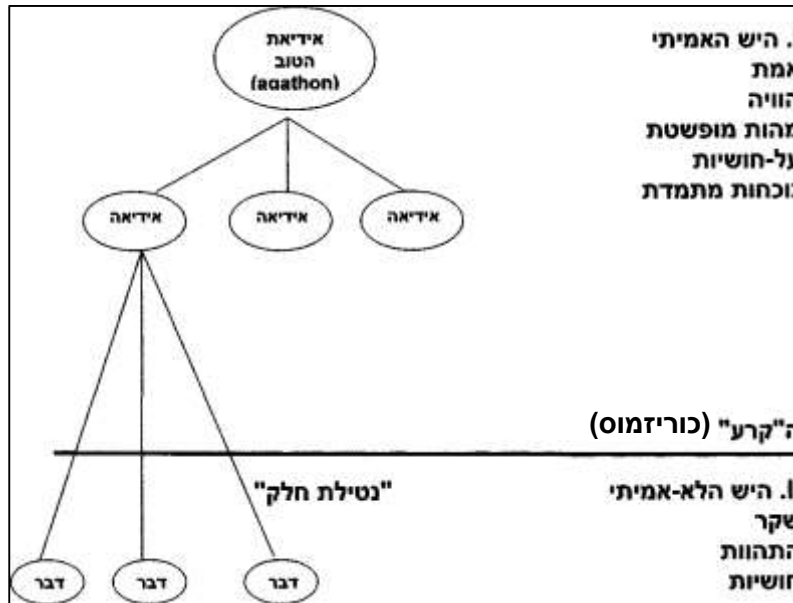 אידיאת
הטוב
(agathon)
. היש האמיתי
אמת
הוויה
מהות מופשטת
על-חושיות
נוכחות מתמדת
אידיאה
אידיאה
אידיאה
ה"קרע" (כוריזמוס)
"נטילת חלק"
I. היש הלא-אמיתי
שקר
התהוות
חושיות
דבר
דבר
דבר